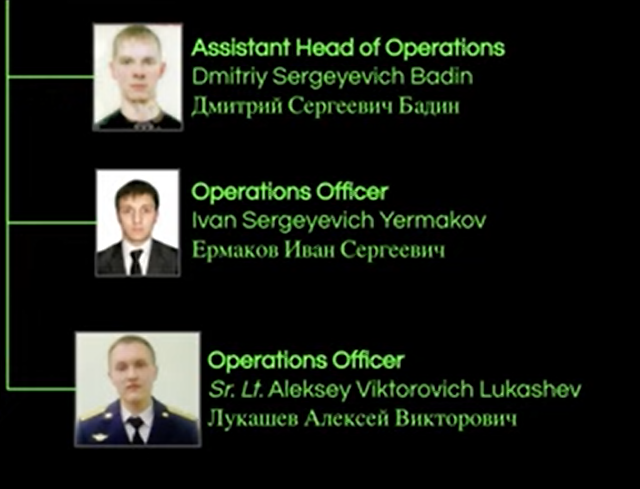 Assistant Head of Operations
Dmitriy Sergeyevich Badin
Дмитрий Сергеевич Бадин
Operations Officer
Ivan Sergeyevich Yermakov
Ермаков Иван Сергеевич
Operations Officer
Sr. Lt. Aleksey Viktorovich Lukashev
Лукашев Алексей Викторович